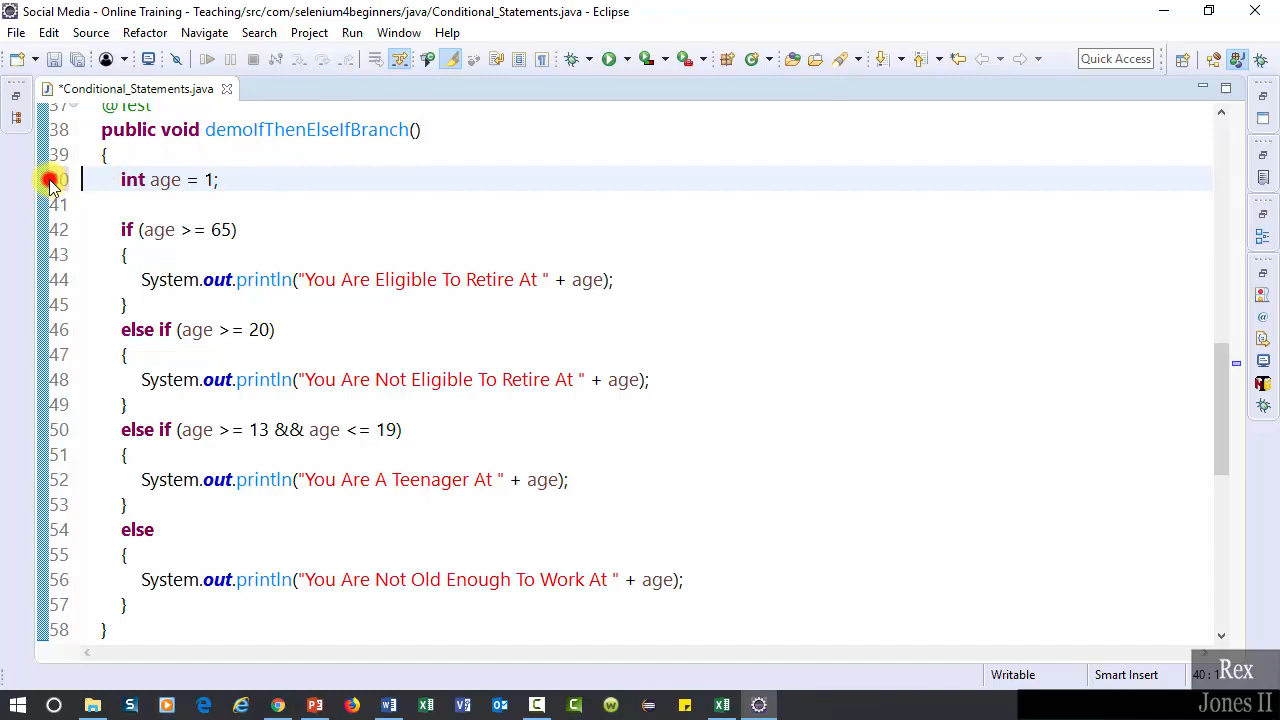 Social Media - Online Training - Teaching/src/com/selenium4beginners/java/Conditional_Statements.java - Eclipse
File Edit Source Refactor Navigate Search Project Run Window Help
Quick Access
*Conditional_Statements.java
37 @Test
38 public void demoIfThenElseIfBranch()
39 {
int age = 1;
41
42 if (age >= 65)
43 {
44 System.out.println("You Are Eligible To Retire At " + age);
45 }
46 else if (age >= 20)
47 {
48 System.out.println("You Are Not Eligible To Retire At " + age);
49 }
50 else if (age >= 13 && age <= 19)
51 {
52 System.out.println("You Are A Teenager At " + age);
53 }
54 else
55 {
56 System.out.println("You Are Not Old Enough To Work At " + age);
57 }
58 }
Writable Smart Insert 40 : 1
Rex
Jones II